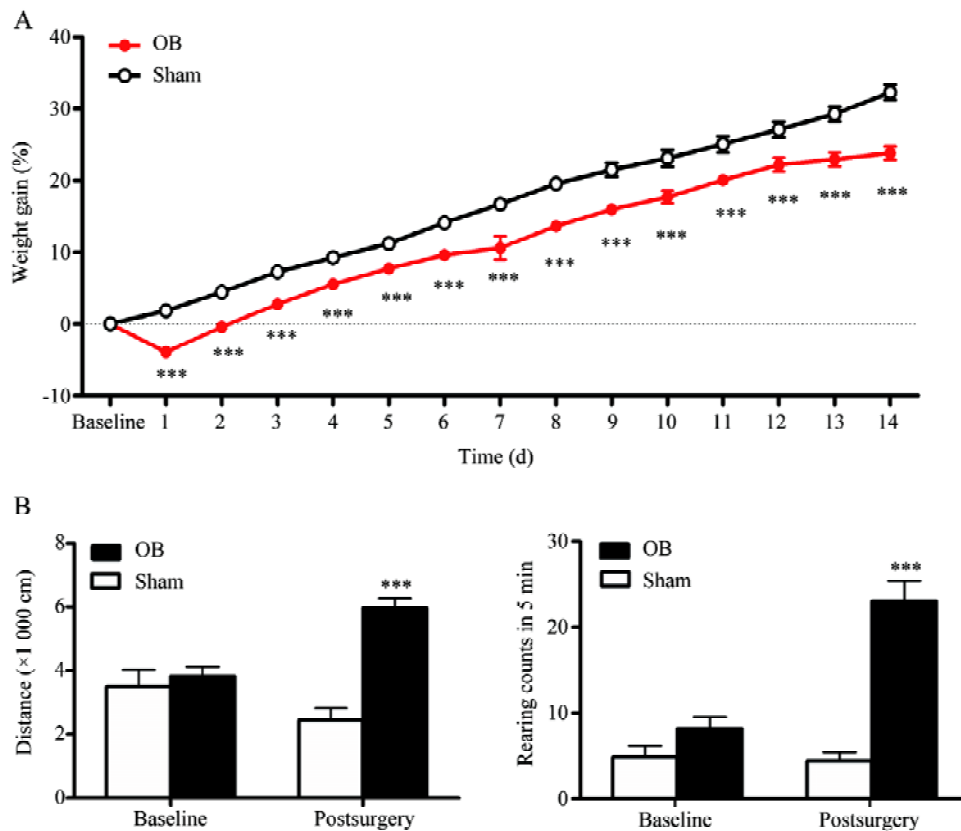 A
OB
Sham
Weight gain (%)
40
30
20
10
0
-10
***
***
***
***
***
***
***
***
***
***
***
***
***
***
Baseline 1 2 3 4 5 6 7 8 9 10 11 12 13 14
Time (d)
B
OB
Sham
***
Distance (×1 000 cm)
8
6
4
2
0
Baseline Postsurgery
OB
Sham
***
Rearing counts in 5 min
30
20
10
0
Baseline Postsurgery